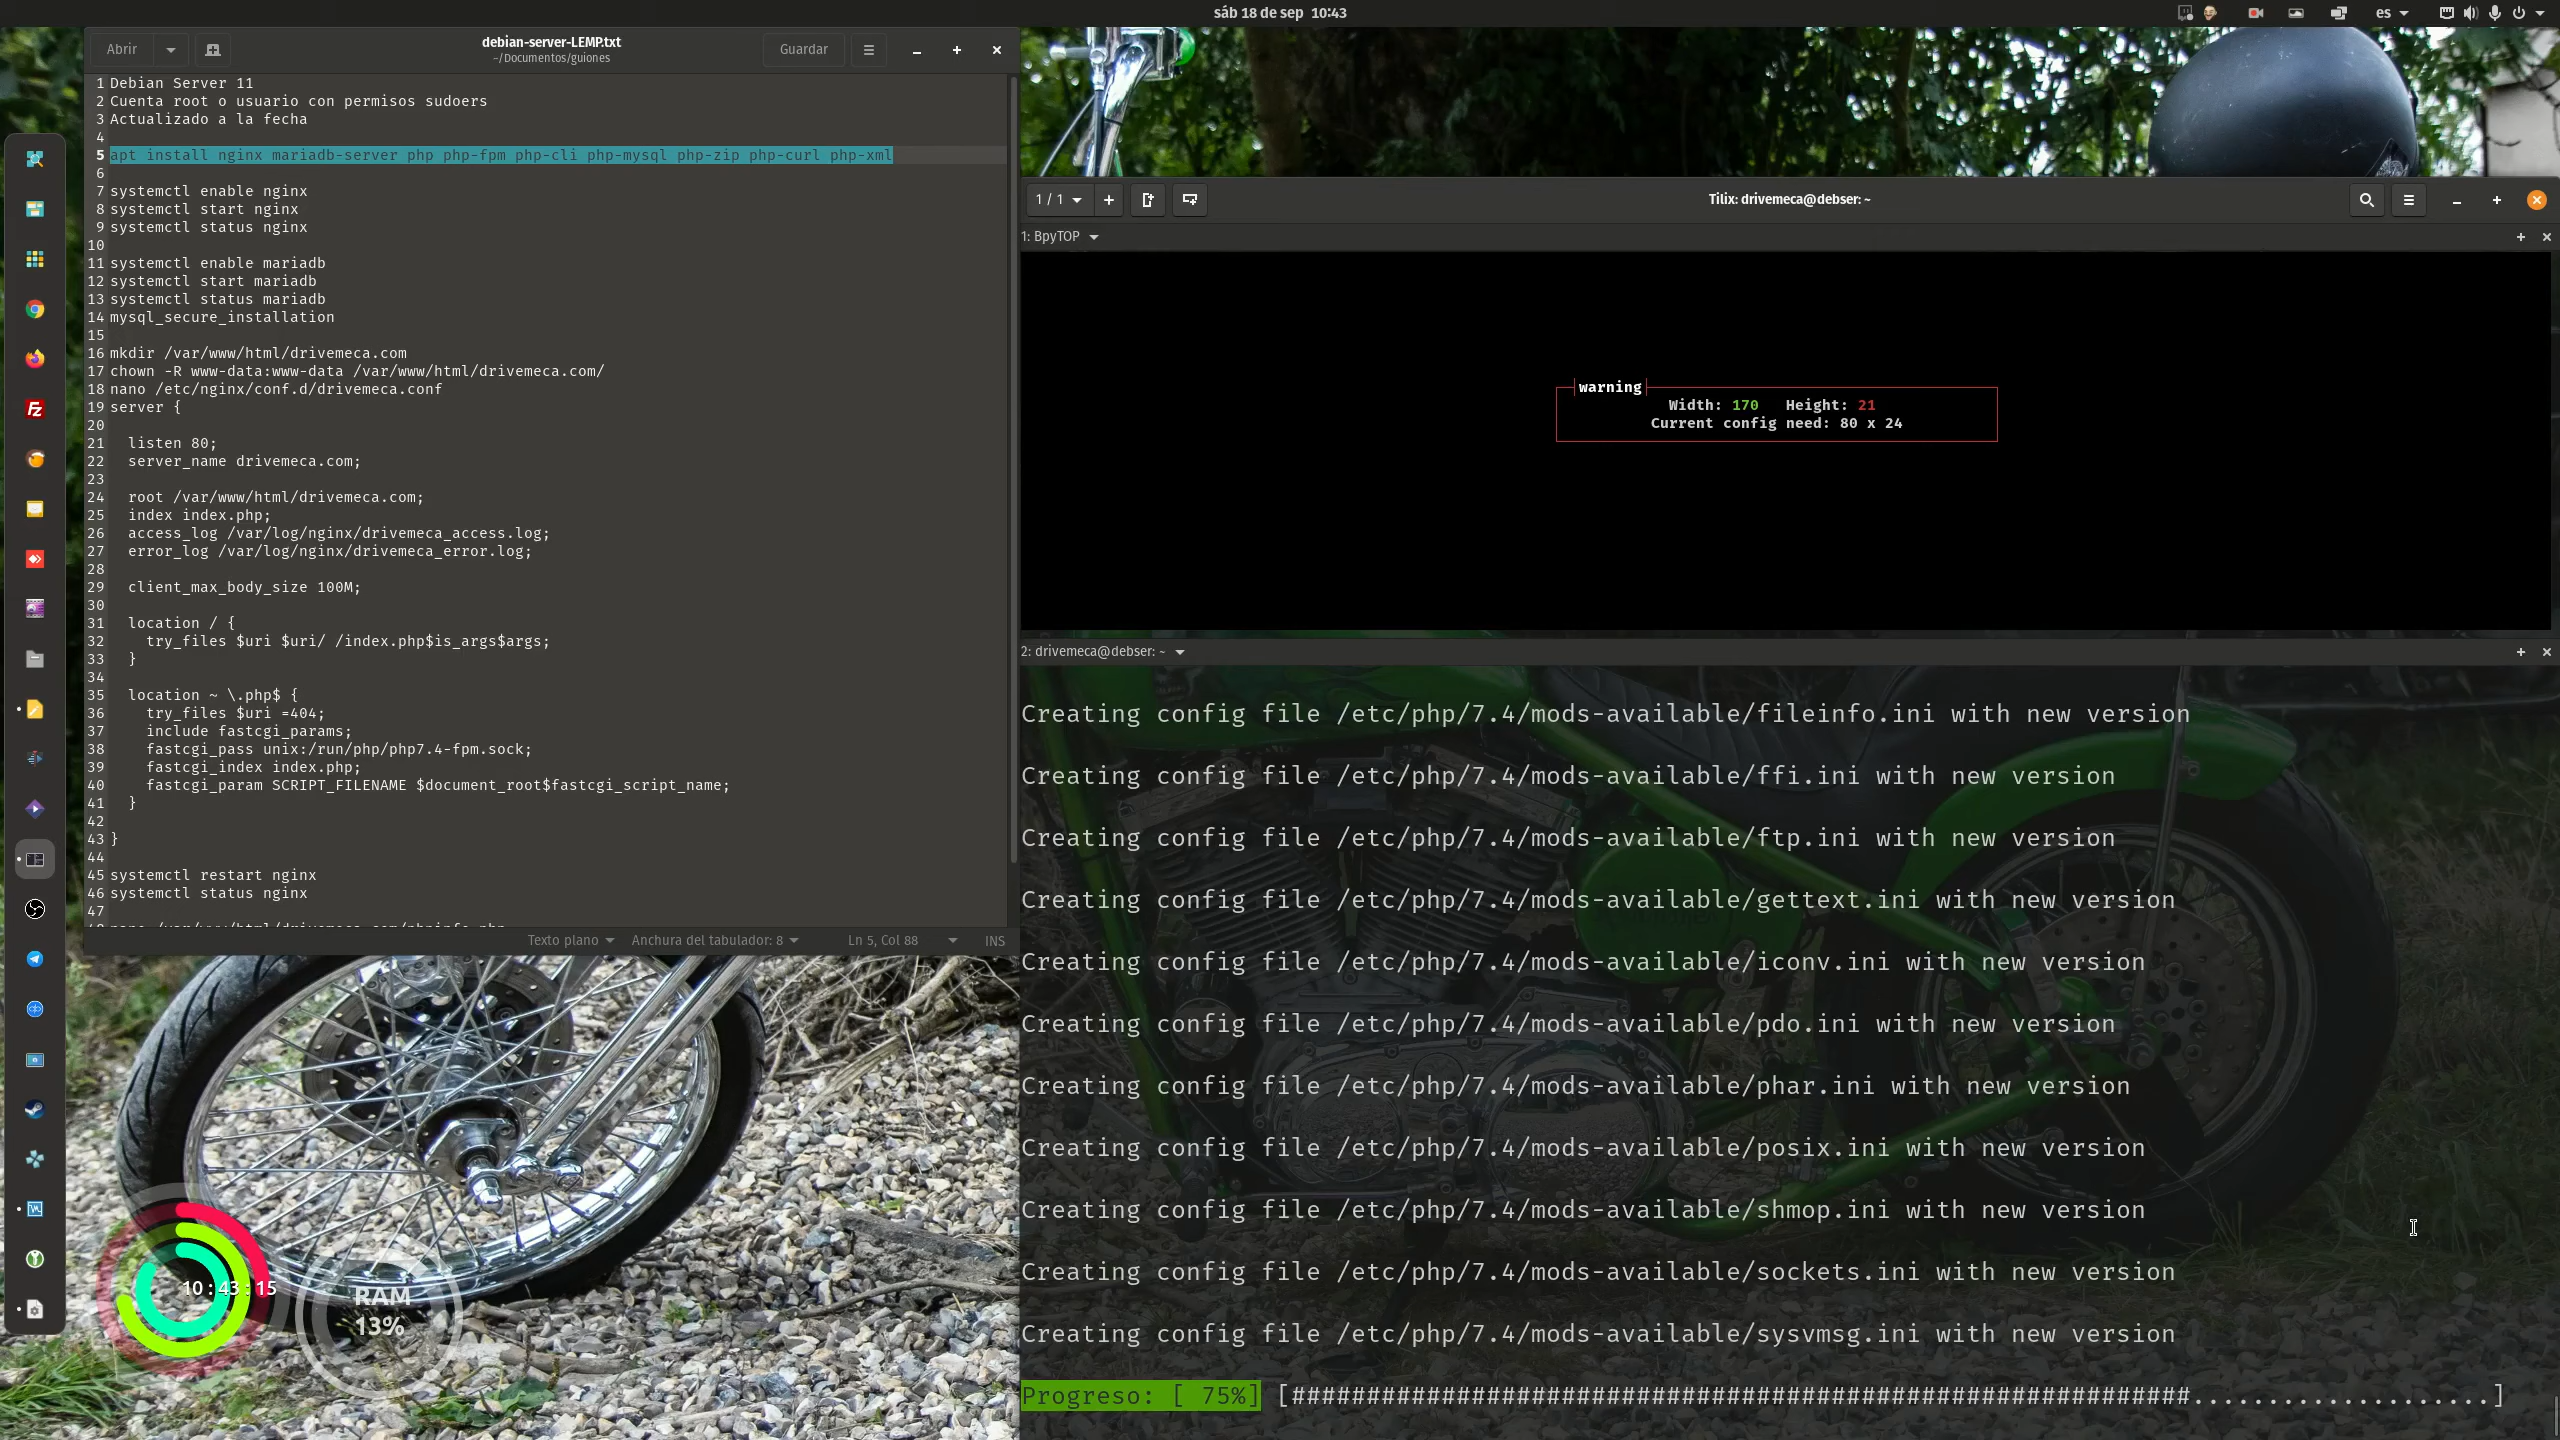 sáb 18 de sep  10:43
es
Abrir
debian-server-LEMP.txt
~/Documentos/guiones
Guardar
1 Debian Server 11
2 Cuenta root o usuario con permisos sudoers
3 Actualizado a la fecha
4
5 apt install nginx mariadb-server php php-fpm php-cli php-mysql php-zip php-curl php-xml
6
7 systemctl enable nginx
8 systemctl start nginx
9 systemctl status nginx
10
11 systemctl enable mariadb
12 systemctl start mariadb
13 systemctl status mariadb
14 mysql_secure_installation
15
16 mkdir /var/www/html/drivemeca.com
17 chown -R www-data:www-data /var/www/html/drivemeca.com/
18 nano /etc/nginx/conf.d/drivemeca.conf
19 server {
20
21   listen 80;
22   server_name drivemeca.com;
23
24   root /var/www/html/drivemeca.com;
25   index index.php;
26   access_log /var/log/nginx/drivemeca_access.log;
27   error_log /var/log/nginx/drivemeca_error.log;
28
29   client_max_body_size 100M;
30
31   location / {
32     try_files $uri $uri/ /index.php$is_args$args;
33   }
34
35   location ~ \.php$ {
36     try_files $uri =404;
37     include fastcgi_params;
38     fastcgi_pass unix:/run/php/php7.4-fpm.sock;
39     fastcgi_index index.php;
40     fastcgi_param SCRIPT_FILENAME $document_root$fastcgi_script_name;
41   }
42
43 }
44
45 systemctl restart nginx
46 systemctl status nginx
47
Texto plano  Anchura del tabulador: 8  Ln 5, Col 88  INS
1 / 1
Tilix: drivemeca@debser: ~
1: BpyTOP
warning
Width: 170   Height: 21
Current config need: 80 x 24
2: drivemeca@debser: ~
Creating config file /etc/php/7.4/mods-available/fileinfo.ini with new version
Creating config file /etc/php/7.4/mods-available/ffi.ini with new version
Creating config file /etc/php/7.4/mods-available/ftp.ini with new version
Creating config file /etc/php/7.4/mods-available/gettext.ini with new version
Creating config file /etc/php/7.4/mods-available/iconv.ini with new version
Creating config file /etc/php/7.4/mods-available/pdo.ini with new version
Creating config file /etc/php/7.4/mods-available/phar.ini with new version
Creating config file /etc/php/7.4/mods-available/posix.ini with new version
Creating config file /etc/php/7.4/mods-available/shmop.ini with new version
Creating config file /etc/php/7.4/mods-available/sockets.ini with new version
Creating config file /etc/php/7.4/mods-available/sysvmsg.ini with new version
Progreso: [ 75%] [############################################################....................]
10:43:15
RAM
13%